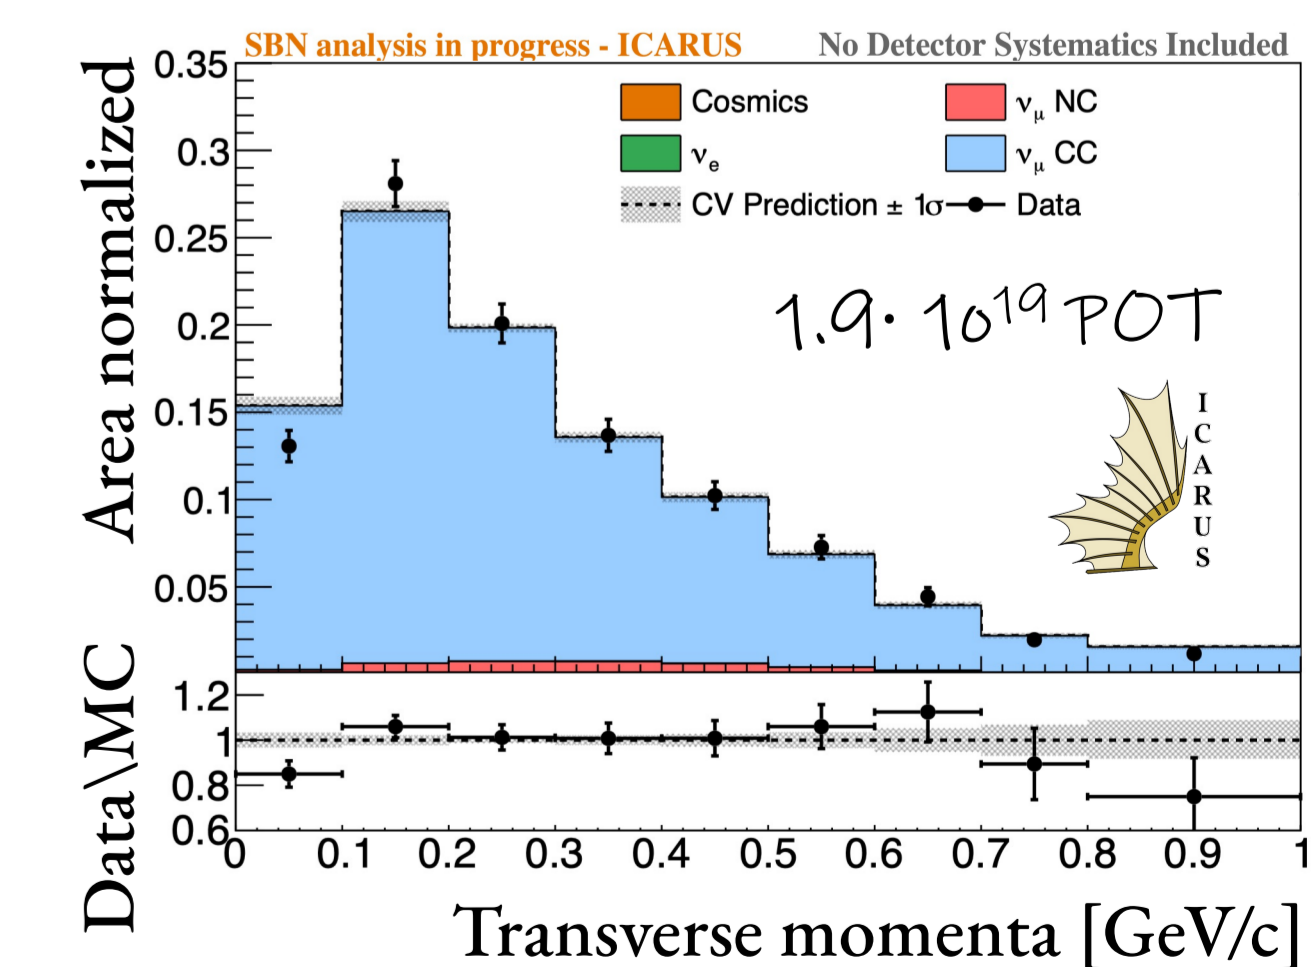 SBN analysis in progress - ICARUS
No Detector Systematics Included
Area normalized
0.35
0.3
0.25
0.2
0.15
0.1
0.05
Cosmics
νμ NC
νe
νμ CC
CV Prediction ± 1σ
Data
1.9· 10¹⁹ POT
ICARUS
Data\MC
1.2
1
0.8
0.6
0 0.1 0.2 0.3 0.4 0.5 0.6 0.7 0.8 0.9 1
Transverse momenta [GeV/c]